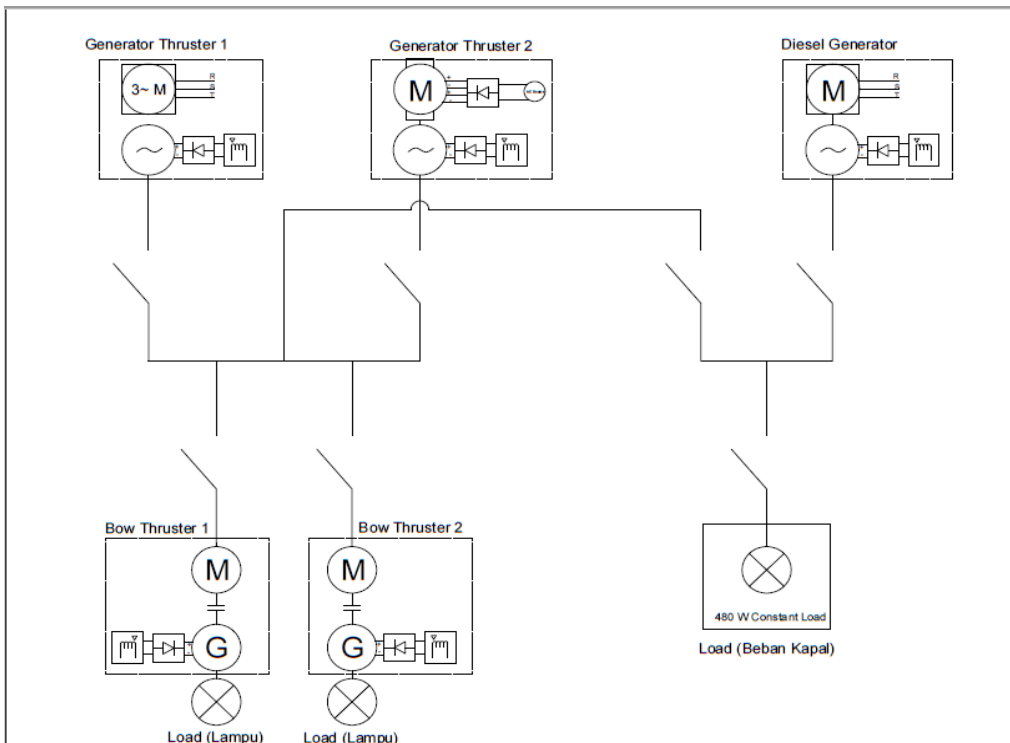 Generator Thruster 1
Generator Thruster 2
Diesel Generator
3~ M
R
S
T
M
M
R
S
T
Bow Thruster 1
Bow Thruster 2
M
M
G
G
480 W Constant Load
Load (Beban Kapal)
Load (Lampu)
Load (Lampu)